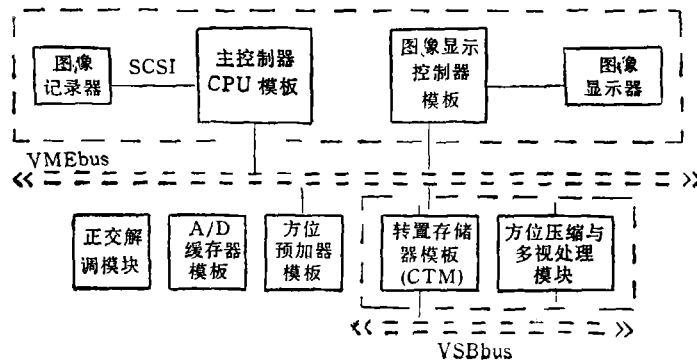 图像
记录器
SCSI
主控制器
CPU 模板
图像显示
控制器
模板
图像
显示器
VMEbus
正交解
调模块
A/D
缓存器
模板
方位
预加器
模板
转置存储
器模板
(CTM)
方位压缩与
多视处理
模块
VSBbus